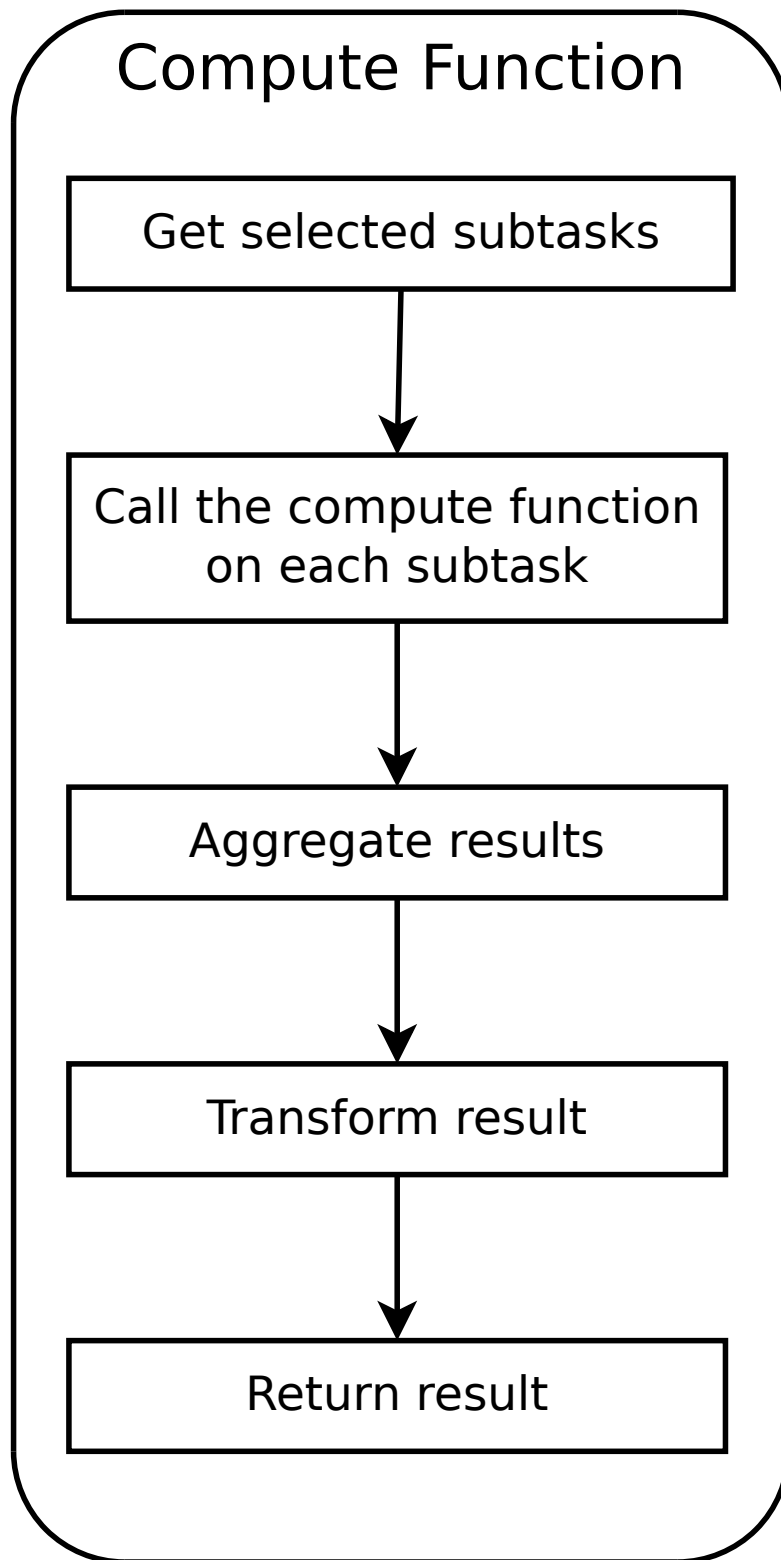 Compute Function
Get selected subtasks
Call the compute function
on each subtask
Aggregate results
Transform result
Return result